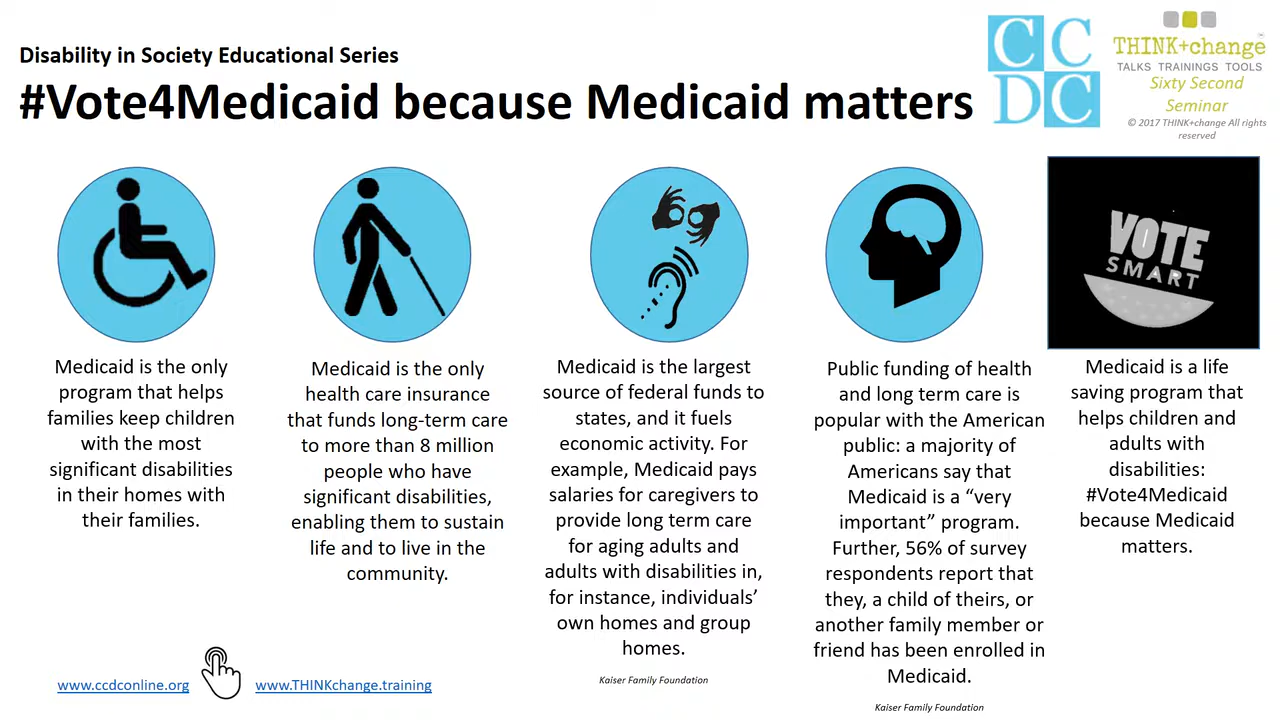 Disability in Society Educational Series
#Vote4Medicaid because Medicaid matters
C C
D C
THINK+change
TALKS TRAININGS TOOLS
Sixty Second
Seminar
© 2017 THINK+change All rights
reserved
VOTE
SMART
Medicaid is the only
program that helps
families keep children
with the most
significant disabilities
in their homes with
their families.
Medicaid is the only
health care insurance
that funds long-term care
to more than 8 million
people who have
significant disabilities,
enabling them to sustain
life and to live in the
community.
Medicaid is the largest
source of federal funds to
states, and it fuels
economic activity. For
example, Medicaid pays
salaries for caregivers to
provide long term care
for aging adults and
adults with disabilities in,
for instance, individuals’
own homes and group
homes.
Kaiser Family Foundation
Public funding of health
and long term care is
popular with the American
public: a majority of
Americans say that
Medicaid is a “very
important” program.
Further, 56% of survey
respondents report that
they, a child of theirs, or
another family member or
friend has been enrolled in
Medicaid.
Kaiser Family Foundation
Medicaid is a life
saving program that
helps children and
adults with
disabilities:
#Vote4Medicaid
because Medicaid
matters.
www.ccdconline.org
www.THINKchange.training